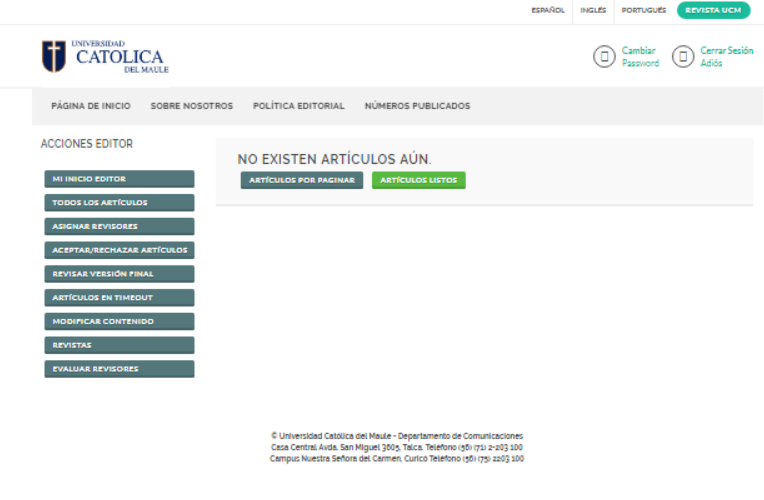 ESPAÑOL INGLÉS PORTUGUÉS REVISTA UCM
UNIVERSIDAD
CATOLICA
DEL MAULE
Cambiar
Password
Cerrar Sesión
Adiós
PÁGINA DE INICIO SOBRE NOSOTROS POLÍTICA EDITORIAL NÚMEROS PUBLICADOS
ACCIONES EDITOR
MI INICIO EDITOR
TODOS LOS ARTÍCULOS
ASIGNAR REVISORES
ACEPTAR/RECHAZAR ARTÍCULOS
REVISAR VERSIÓN FINAL
ARTÍCULOS EN TIMEOUT
MODIFICAR CONTENIDO
REVISTAS
EVALUAR REVISORES
NO EXISTEN ARTÍCULOS AÚN.
ARTÍCULOS POR PAGINAR ARTÍCULOS LISTOS
© Universidad Católica del Maule - Departamento de Comunicaciones
Casa Central Avda. San Miguel 3605, Talca. Teléfono (56) (71) 2-203 100
Campus Nuestra Señora del Carmen, Curicó Teléfono (56) (75) 2203 100